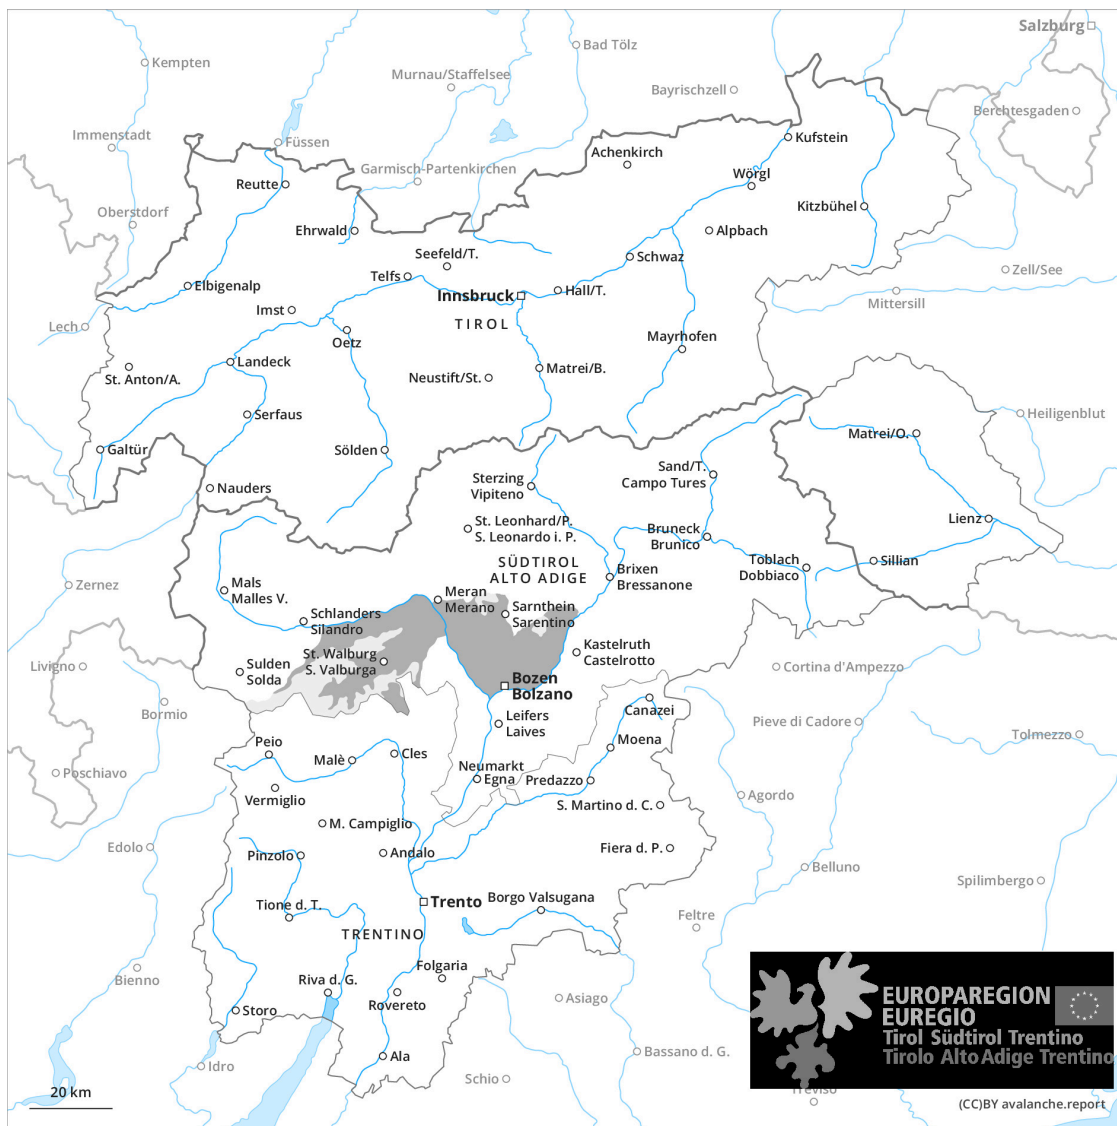 Salzburg
Bad Tölz
Kempten
Murnau/Staffelsee
Bayrischzell
Berchtesgaden
Immenstadt
Füssen
Kufstein
Achenkirch
Garmisch-Partenkirchen
Wörgl
Reutte
Kitzbühel
Oberstdorf
Ehrwald
Alpbach
Seefeld/T.
Schwaz
Zell/See
Telfs
Elbigenalp
Hall/T.
Innsbruck
Mittersill
Imst
TIROL
Lech
Oetz
Mayrhofen
Landeck
Matrei/B.
St. Anton/A.
Neustift/St.
Serfaus
Heiligenblut
Matrei/O.
Galtür
Sölden
Sand/T.
Campo Tures
Sterzing
Vipiteno
Nauders
Lienz
St. Leonhard/P.
S. Leonardo i. P.
Bruneck
Brunico
SÜDTIROL
ALTO ADIGE
Toblach
Dobbiaco
Sillian
Brixen
Bressanone
Zernez
Mals
Malles V.
Meran
Merano
Sarnthein
Sarentino
Schlanders
Silandro
Kastelruth
Castelrotto
St. Walburg
S. Valburga
Livigno
Sulden
Solda
Cortina d'Ampezzo
Bozen
Bolzano
Bormio
Canazei
Leifers
Laives
Pieve di Cadore
Tolmezzo
Moena
Peio
Cles
Malè
Neumarkt
Egna
Predazzo
Poschiavo
Vermiglio
Agordo
S. Martino d. C.
M. Campiglio
Edolo
Pinzolo
Andalo
Fiera d. P.
Belluno
Spilimbergo
Trento
Borgo Valsugana
Tione d. T.
Feltre
TRENTINO
Bienno
Folgaria
Riva d. G.
Rovereto
Asiago
Storo
EUROPAREGION
EUREGIO
Tirol Südtirol Trentino
Tirolo Alto Adige Trentino
Ala
Bassano d. G.
Idro
Schio
Treviso
20 km
(CC)BY avalanche.report